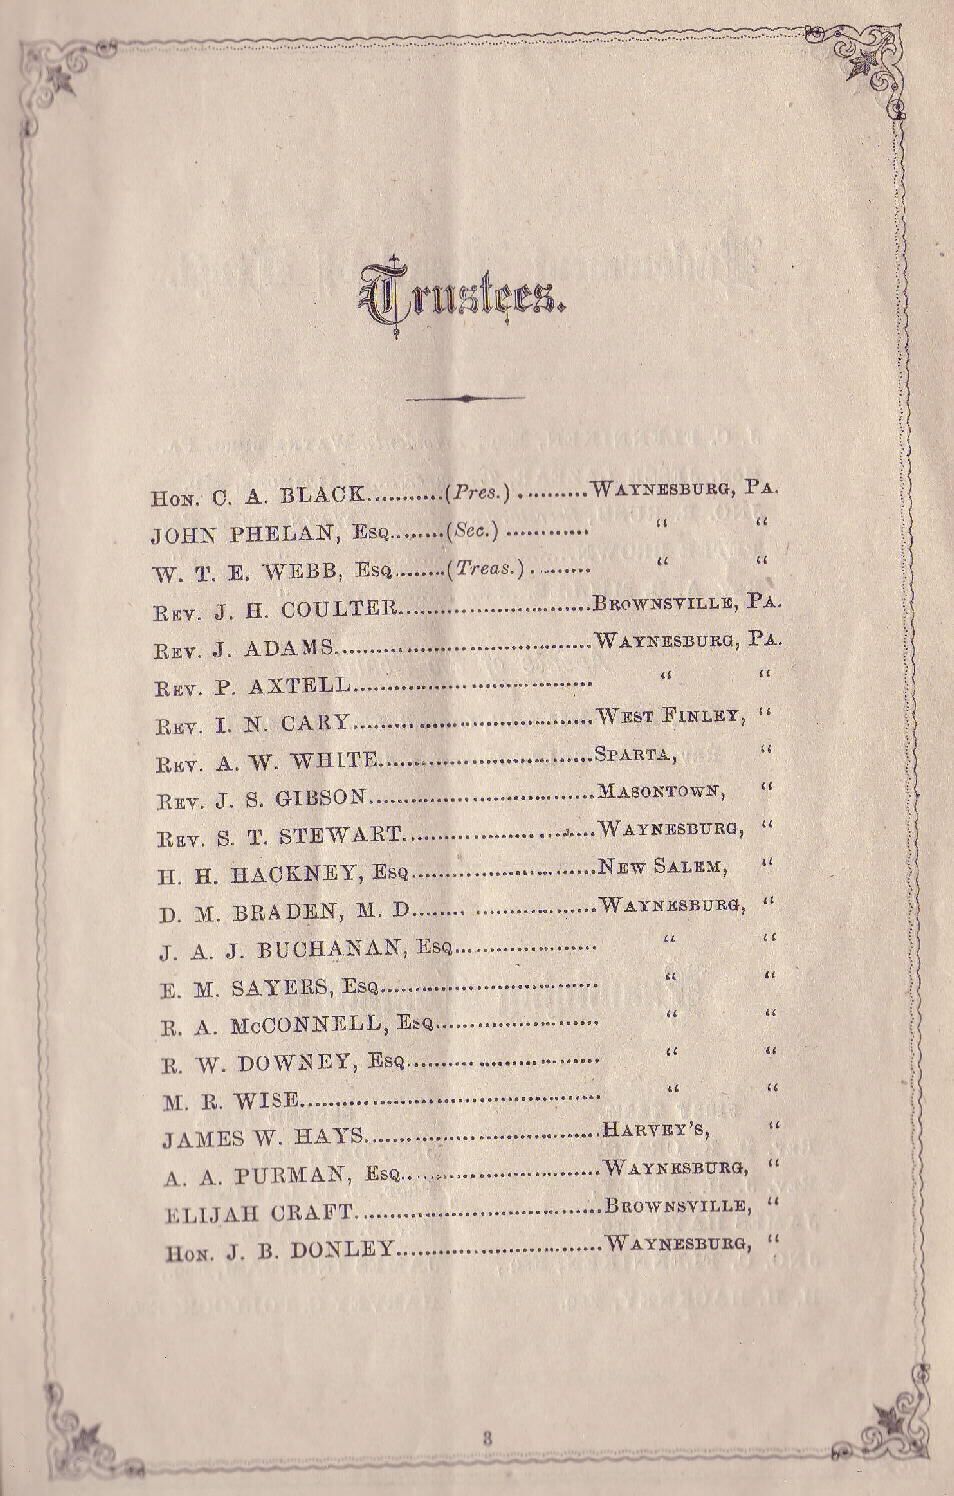 Trustees.
Hon. C. A. BLACK...........(Pres.)..........Waynesburg, Pa.
JOHN PHELAN, Esq........(Sec.)............ “ “
W. T. E. WEBB, Esq........(Treas.)......... “ “
Rev. J. H. COULTER............................Brownsville, Pa.
Rev. J. ADAMS.....................................Waynesburg, Pa.
Rev. P. AXTELL................................... “ “
Rev. I. N. CARY...................................West Finley, “
Rev. A. W. WHITE................................Sparta, “
Rev. J. S. GIBSON.................................Masontown, “
Rev. S. T. STEWART............................Waynesburg, “
H. H. HACKNEY, Esq...........................New Salem, “
D. M. BRADEN, M. D...........................Waynesburg, “
J. A. J. BUCHANAN, Esq..................... “ “
E. M. SAYERS, Esq................................ “ “
R. A. McCONNELL, Esq........................ “ “
R. W. DOWNEY, Esq............................ “ “
M. R. WISE........................................... “ “
JAMES W. HAYS..................................Harvey’s, “
A. A. PURMAN, Esq.............................Waynesburg, “
ELIJAH CRAFT....................................Brownsville, “
Hon. J. B. DONLEY..............................Waynesburg, “
3